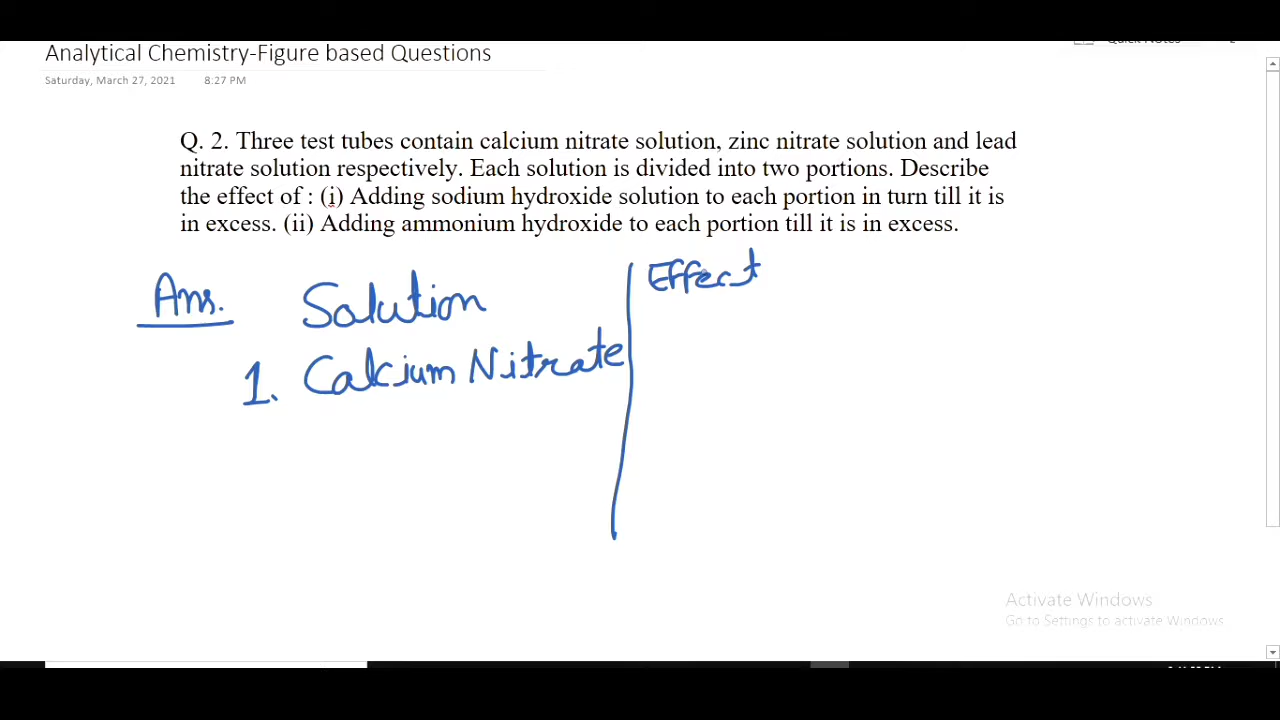 Analytical Chemistry-Figure based Questions
Saturday, March 27, 2021 8:27 PM
Q. 2. Three test tubes contain calcium nitrate solution, zinc nitrate solution and lead
nitrate solution respectively. Each solution is divided into two portions. Describe
the effect of : (i) Adding sodium hydroxide solution to each portion in turn till it is
in excess. (ii) Adding ammonium hydroxide to each portion till it is in excess.
Ans. Solution Effect
1. Calcium Nitrate
Activate Windows
Go to Settings to activate Windows.